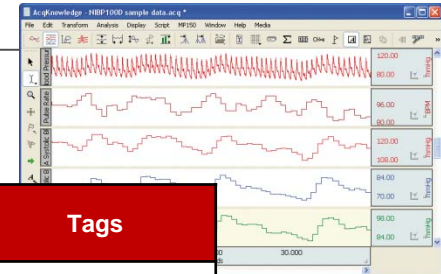 AcqKnowledge - NIBP100D sample data.acq *
File Edit Transform Analysis Display Script MP150 Window Help Media
120.00
80.00
mmHg
Pulse Rate
96.00
80.00
BPM
120.00
108.00
mmHg
84.00
70.00
mmHg
98.00
84.00
mmHg
30.000
Tags